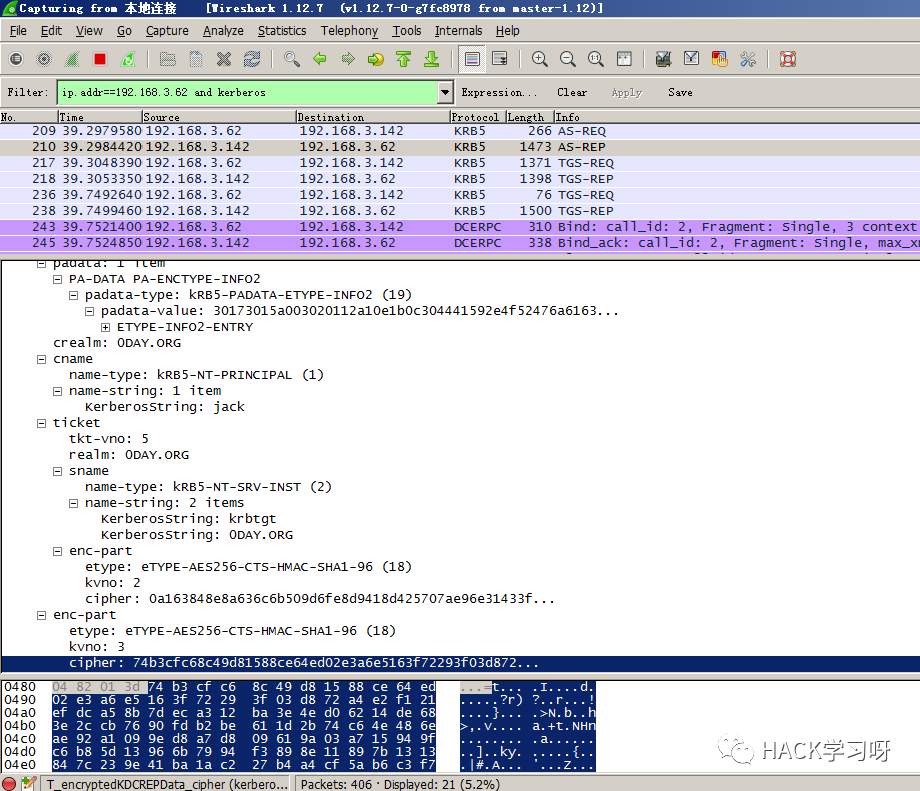 Capturing from 本地连接 [Wireshark 1.12.7 (v1.12.7-0-g7fc8978 from master-1.12)]
File Edit View Go Capture Analyze Statistics Telephony Tools Internals Help
Filter: ip.addr==192.168.3.62 and kerberos Expression... Clear Apply Save
No. Time Source Destination Protocol Length Info
209 39.2979580 192.168.3.62 192.168.3.142 KRB5 266 AS-REQ
210 39.2984420 192.168.3.142 192.168.3.62 KRB5 1473 AS-REP
217 39.3048390 192.168.3.62 192.168.3.142 KRB5 1371 TGS-REQ
218 39.3053350 192.168.3.142 192.168.3.62 KRB5 1398 TGS-REP
236 39.7492640 192.168.3.62 192.168.3.142 KRB5 76 TGS-REQ
238 39.7499460 192.168.3.142 192.168.3.62 KRB5 1500 TGS-REP
243 39.7521400 192.168.3.62 192.168.3.142 DCERPC 310 Bind: call_id: 2, Fragment: Single, 3 context
245 39.7524850 192.168.3.142 192.168.3.62 DCERPC 338 Bind_ack: call_id: 2, Fragment: Single, max_xm
padata: 1 item
PA-DATA PA-ENCTYPE-INFO2
padata-type: kRB5-PADATA-ETYPE-INFO2 (19)
padata-value: 30173015a003020112a10e1b0c304441592e4f52476a6163...
ETYPE-INFO2-ENTRY
crealm: 0DAY.ORG
cname
name-type: kRB5-NT-PRINCIPAL (1)
name-string: 1 item
KerberosString: jack
ticket
tkt-vno: 5
realm: 0DAY.ORG
sname
name-type: kRB5-NT-SRV-INST (2)
name-string: 2 items
KerberosString: krbtgt
KerberosString: 0DAY.ORG
enc-part
etype: eTYPE-AES256-CTS-HMAC-SHA1-96 (18)
kvno: 2
cipher: 0a163848e8a636c6b509d6fe8d9418d425707ae96e31433f...
enc-part
etype: eTYPE-AES256-CTS-HMAC-SHA1-96 (18)
kvno: 3
cipher: 74b3cfc68c49d81588ce64ed02e3a6e5163f72293f03d872...
0480 04 82 01 3d 74 b3 cf c6 8c 49 d8 15 88 ce 64 ed ...=t... .I....d.
0490 02 e3 a6 e5 16 3f 72 29 3f 03 d8 72 a4 e2 f1 21 .....?r) ?..r...!
04a0 ef dc a5 8b 7d ec a3 12 ba 3e 4e d0 62 14 de 68 ....}... .>N.b..h
04b0 3e 2c cb 76 90 fd b2 be 61 1d 2b 74 c6 4e 48 6e >,.v.... a.+t.NHn
04c0 ae 92 a1 09 9e d8 a7 d8 09 61 9a 03 a7 15 94 9f ........ .a......
04d0 c6 b8 5d 13 96 6b 79 94 f3 89 8e 11 89 7b 13 13 ..]..ky. .....{..
04e0 84 7c 23 9e 41 ba 1a c2 27 b4 a4 cf 5a b6 c3 f7 .|#.A... '...Z...
HACK学习呀
T_encryptedKDCREPData_cipher (kerbero... Packets: 406 · Displayed: 21 (5.2%)